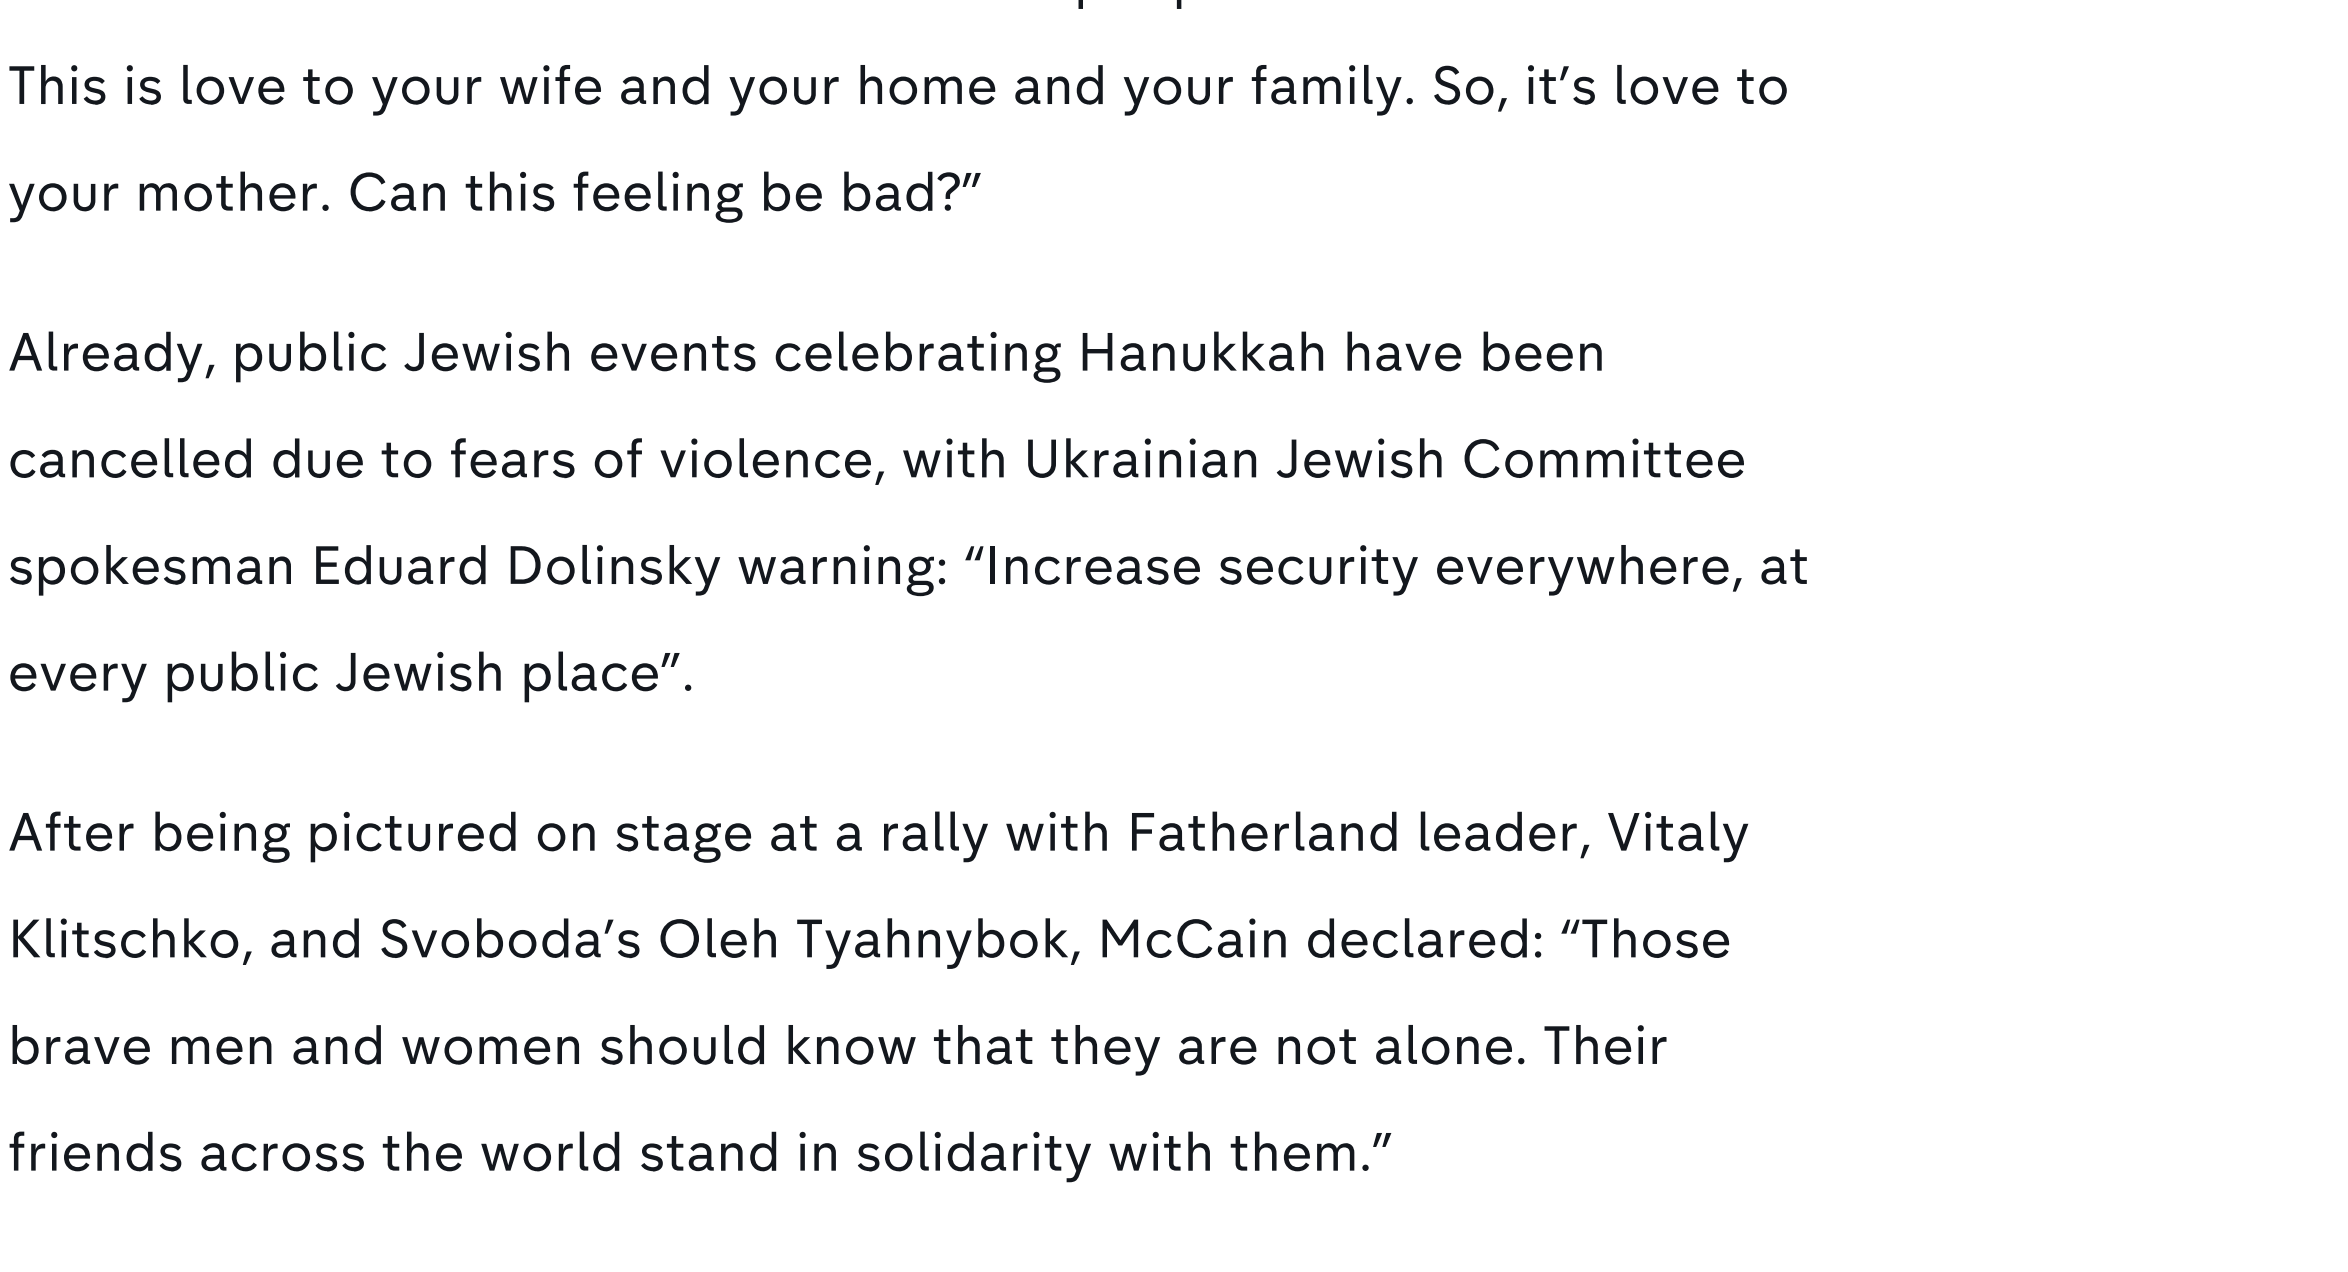 This is love to your wife and your home and your family. So, it’s love to
your mother. Can this feeling be bad?”
Already, public Jewish events celebrating Hanukkah have been
cancelled due to fears of violence, with Ukrainian Jewish Committee
spokesman Eduard Dolinsky warning: “Increase security everywhere, at
every public Jewish place”.
After being pictured on stage at a rally with Fatherland leader, Vitaly
Klitschko, and Svoboda’s Oleh Tyahnybok, McCain declared: “Those
brave men and women should know that they are not alone. Their
friends across the world stand in solidarity with them.”